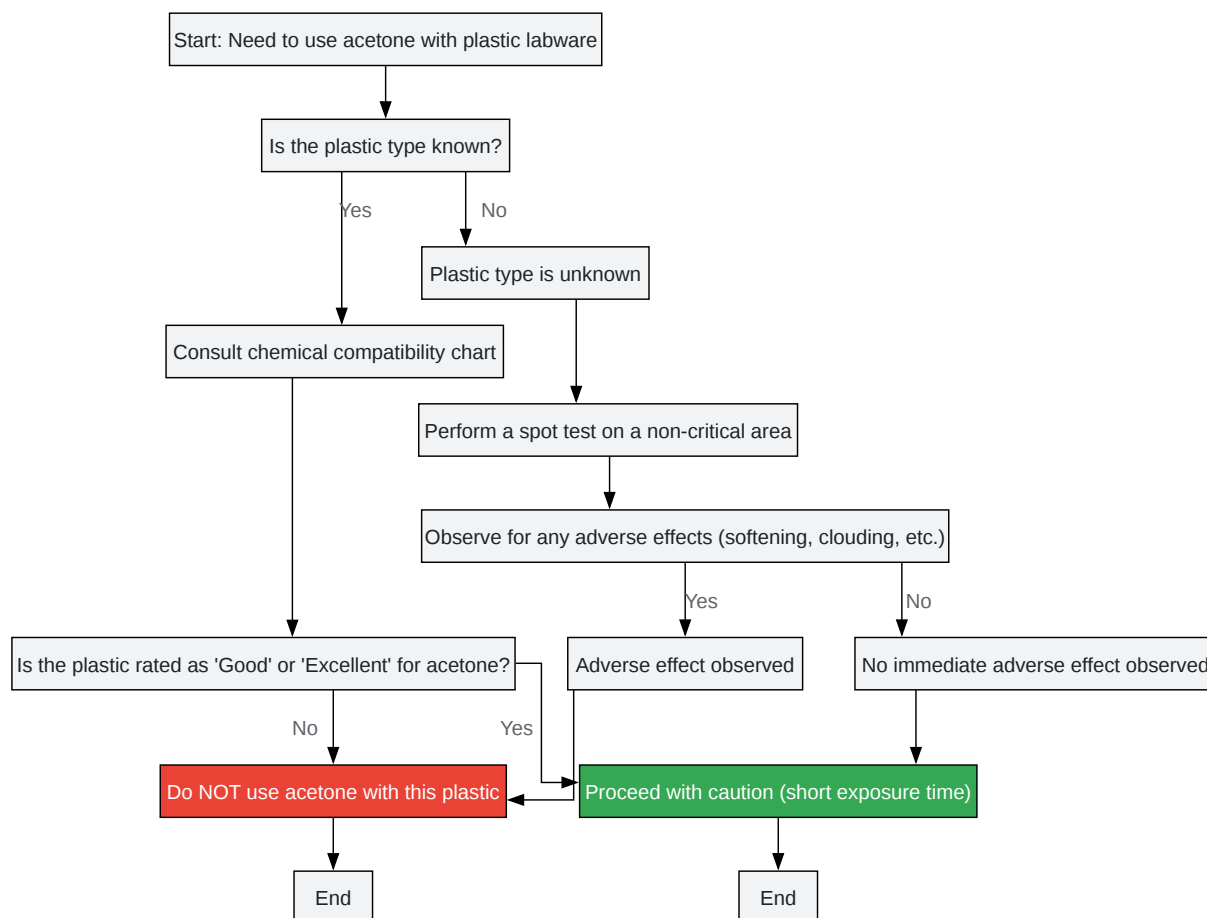 Start: Need to use acetone with plastic labware
Is the plastic type known?
Yes
No
Plastic type is unknown
Consult chemical compatibility chart
Perform a spot test on a non-critical area
Observe for any adverse effects (softening, clouding, etc.)
Yes
No
Is the plastic rated as 'Good' or 'Excellent' for acetone?
Adverse effect observed
No immediate adverse effect observed
No
Yes
Do NOT use acetone with this plastic
Proceed with caution (short exposure time)
End
End